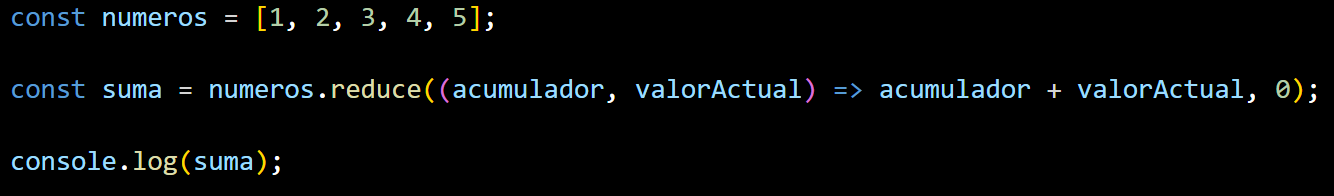 const numeros = [1, 2, 3, 4, 5];
const suma = numeros.reduce((acumulador, valorActual) => acumulador + valorActual, 0);
console.log(suma);